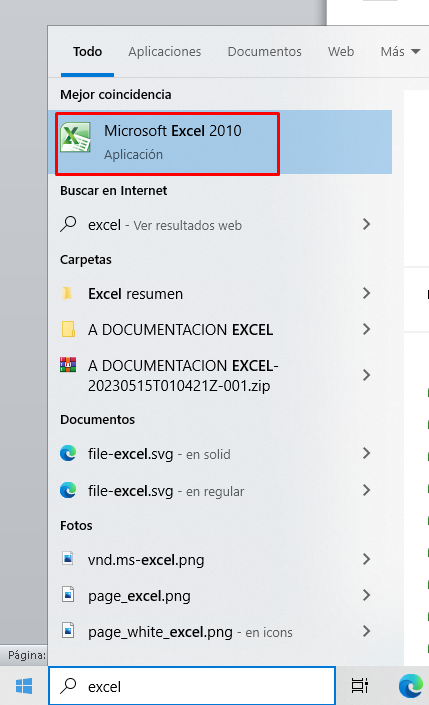 Todo Aplicaciones Documentos Web Más
Mejor coincidencia
Microsoft Excel 2010
Aplicación
Buscar en Internet
excel - Ver resultados web
Carpetas
Excel resumen
A DOCUMENTACION EXCEL
A DOCUMENTACION EXCEL-
20230515T010421Z-001.zip
Documentos
file-excel.svg - en solid
file-excel.svg - en regular
Fotos
vnd.ms-excel.png
page_excel.png
page_white_excel.png - en icons
Página:
excel